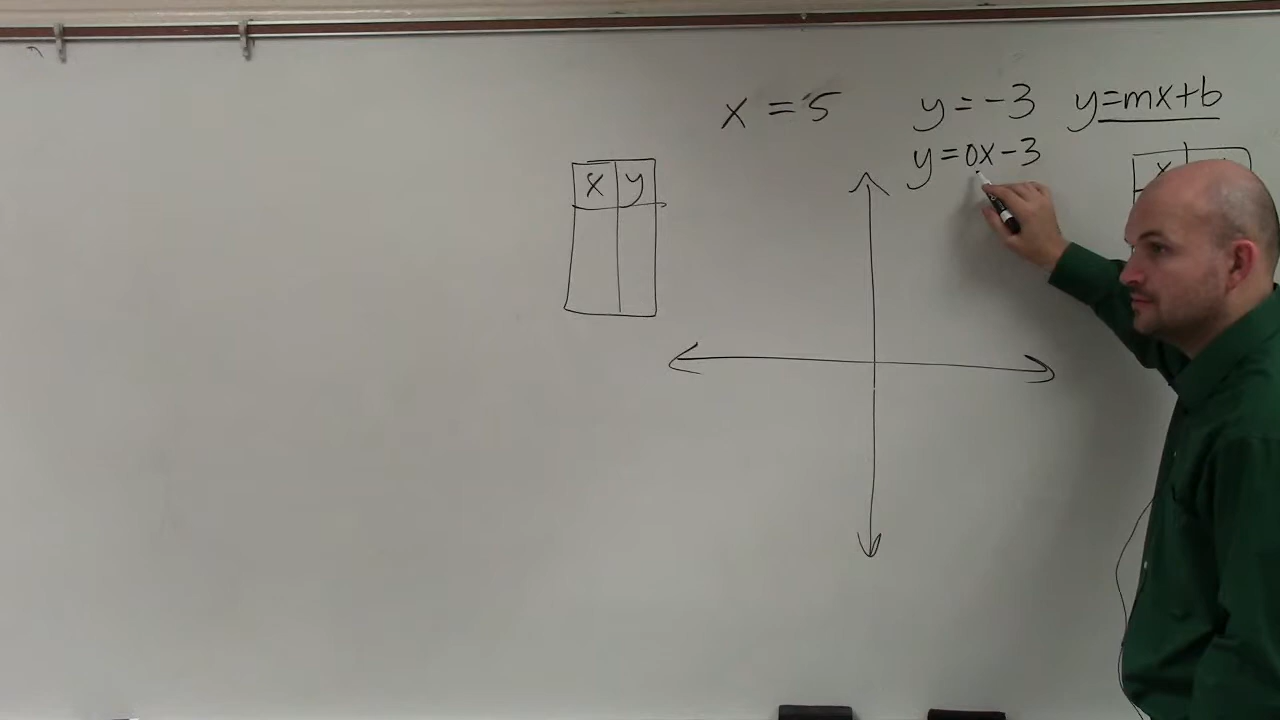 x = 5
y = -3
y=mx+b
y=0x-3
x y
x